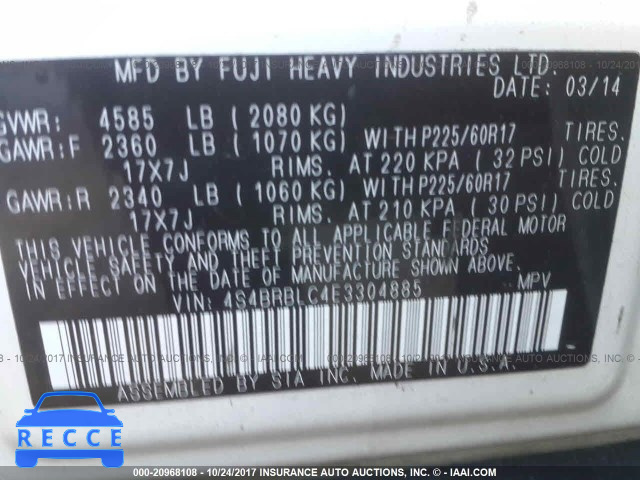 MFD BY FUJI HEAVY INDUSTRIES LTD.
DATE: 03/14
GVWR: 4585 LB ( 2080 KG)
GAWR:F 2360 LB ( 1070 KG) WITH P225/60R17 TIRES.
17X7J RIMS. AT 220 KPA ( 32 PSI) COLD
GAWR:R 2340 LB ( 1060 KG) WITH P225/60R17 TIRES.
17X7J RIMS. AT 210 KPA ( 30 PSI) COLD
THIS VEHICLE CONFORMS TO ALL APPLICABLE FEDERAL MOTOR
VEHICLE SAFETY AND THEFT PREVENTION STANDARDS
IN EFFECT ON THE DATE OF MANUFACTURE SHOWN ABOVE.
VIN: 4S4BRBLC4E3304885 MPV
ASSEMBLED BY SIA INC. MADE IN U.S.A.
RECCE
000-20968108 - 10/24/2017 INSURANCE AUTO AUCTIONS, INC. - IAAI.COM